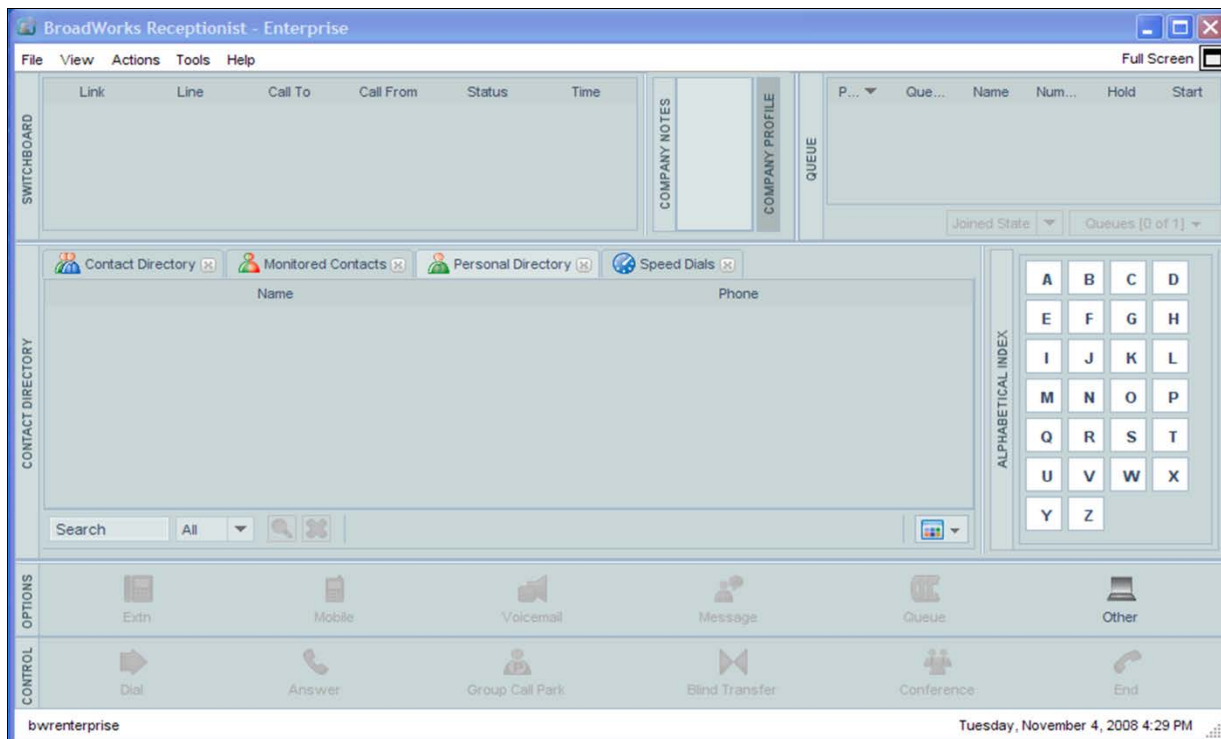 BroadWorks Receptionist - Enterprise
File View Actions Tools Help Full Screen
SWITCHBOARD
Link Line Call To Call From Status Time
COMPANY NOTES
COMPANY PROFILE
QUEUE
P... Que... Name Num... Hold Start
Joined State Queues [0 of 1]
CONTACT DIRECTORY
Contact Directory Monitored Contacts Personal Directory Speed Dials
Name Phone
Search All
ALPHABETICAL INDEX
A B C D
E F G H
I J K L
M N O P
Q R S T
U V W X
Y Z
OPTIONS
Extn Mobile Voicemail Message Queue Other
CONTROL
Dial Answer Group Call Park Blind Transfer Conference End
bwrenterprise Tuesday, November 4, 2008 4:29 PM